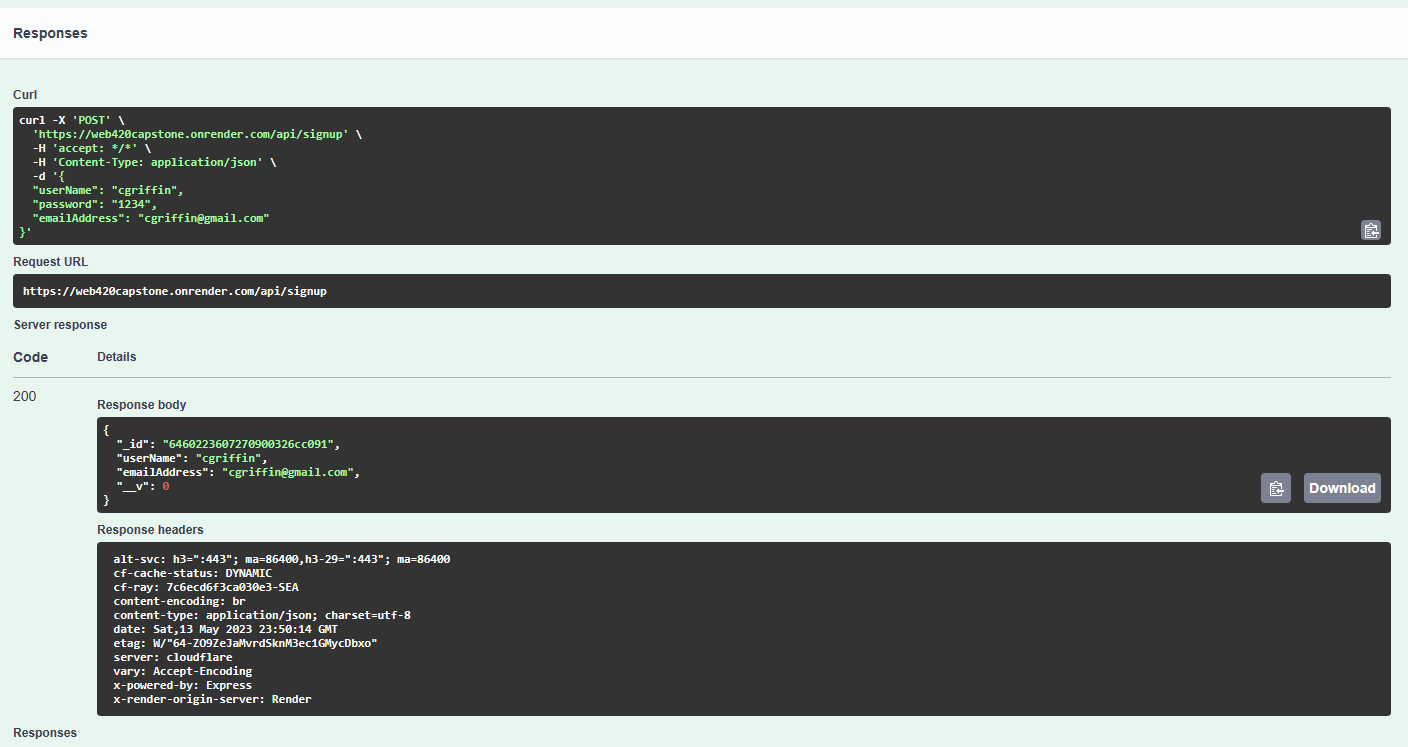 Responses
Curl
curl -X 'POST' \
'https://web420capstone.onrender.com/api/signup' \
-H 'accept: */*' \
-H 'Content-Type: application/json' \
-d '{
"userName": "cgriffin",
"password": "1234",
"emailAddress": "cgriffin@gmail.com"
}'
Request URL
https://web420capstone.onrender.com/api/signup
Server response
Code Details
200
Response body
{
"_id": "6460223607270900326cc091",
"userName": "cgriffin",
"emailAddress": "cgriffin@gmail.com",
"__v": 0
}
Download
Response headers
alt-svc: h3=":443"; ma=86400,h3-29=":443"; ma=86400
cf-cache-status: DYNAMIC
cf-ray: 7c6ecd6f3ca030e3-SEA
content-encoding: br
content-type: application/json; charset=utf-8
date: Sat,13 May 2023 23:50:14 GMT
etag: W/"64-ZO9ZeJaMvrdSknM3ec1GMycDbxo"
server: cloudflare
vary: Accept-Encoding
x-powered-by: Express
x-render-origin-server: Render
Responses